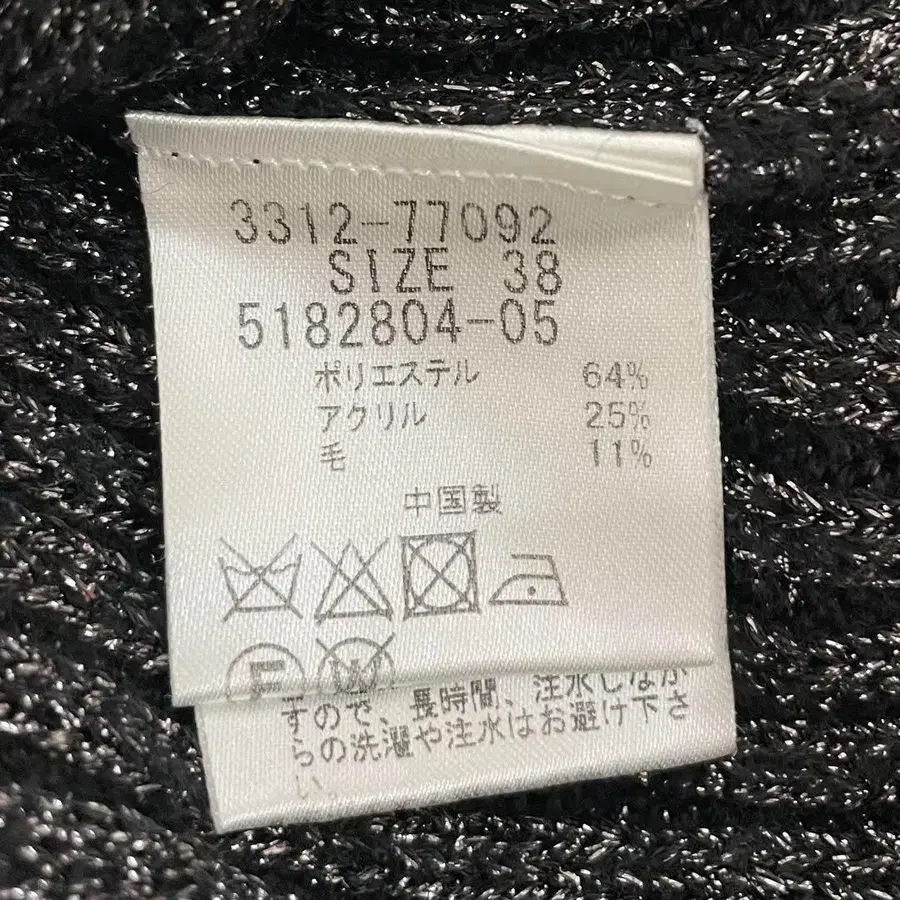 3312-77092
SIZE 38
5182804-05
ポリエステル 64%
アクリル 25%
毛 11%
中国製
F W
すので、長時間、注水しなが
らの洗濯や注水はお避け下さ
い。